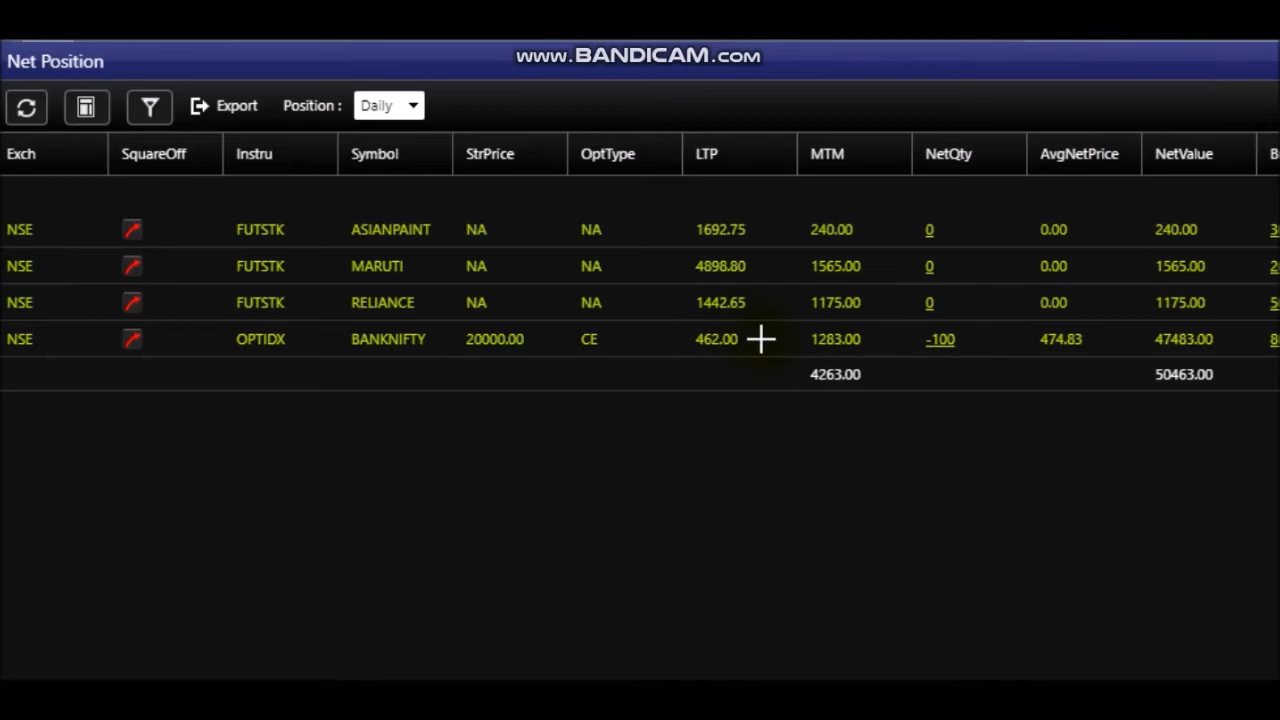 www.BANDICAM.com
Net Position
Export Position : Daily
Exch SquareOff Instru Symbol StrPrice OptType LTP MTM NetQty AvgNetPrice NetValue
NSE FUTSTK ASIANPAINT NA NA 1692.75 240.00 0 0.00 240.00
NSE FUTSTK MARUTI NA NA 4898.80 1565.00 0 0.00 1565.00
NSE FUTSTK RELIANCE NA NA 1442.65 1175.00 0 0.00 1175.00
NSE OPTIDX BANKNIFTY 20000.00 CE 462.00 1283.00 -100 474.83 47483.00
4263.00 50463.00